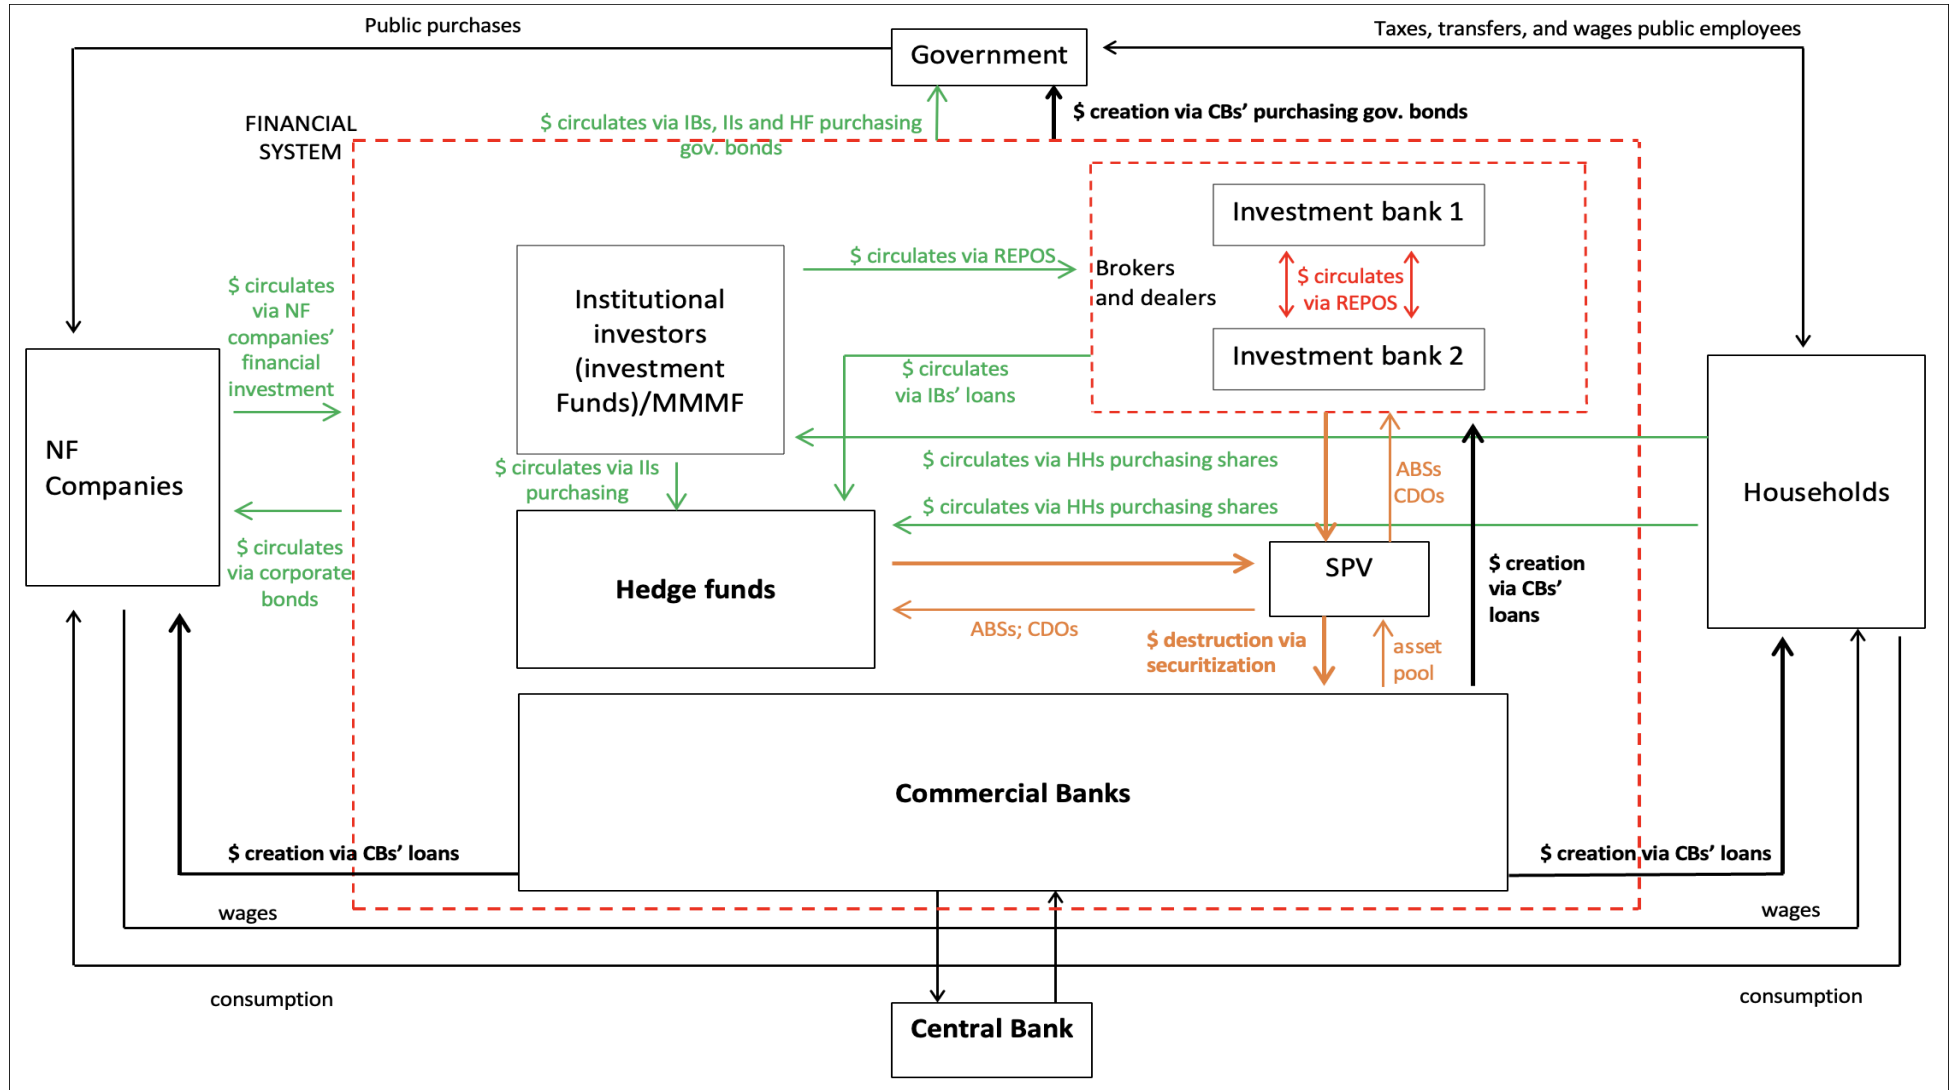 Public purchases
Taxes, transfers, and wages public employees
Government
$ creation via CBs' purchasing gov. bonds
$ circulates via IBs, IIs and HF purchasing
gov. bonds
FINANCIAL
SYSTEM
Investment bank 1
$ circulates
via REPOS
Investment bank 2
Brokers
and dealers
$ circulates via REPOS
Institutional
investors
(investment
Funds)/MMMF
$ circulates
via NF
companies'
financial
investment
$ circulates
via IBs' loans
NF
Companies
Households
$ circulates via HHs purchasing shares
ABSs
CDOs
$ circulates via IIs
purchasing
$ circulates via HHs purchasing shares
$ circulates
via corporate
bonds
Hedge funds
SPV
$ creation
via CBs'
loans
ABSs; CDOs
$ destruction via
securitization
asset
pool
Commercial Banks
$ creation via CBs' loans
$ creation via CBs' loans
wages
wages
consumption
consumption
Central Bank